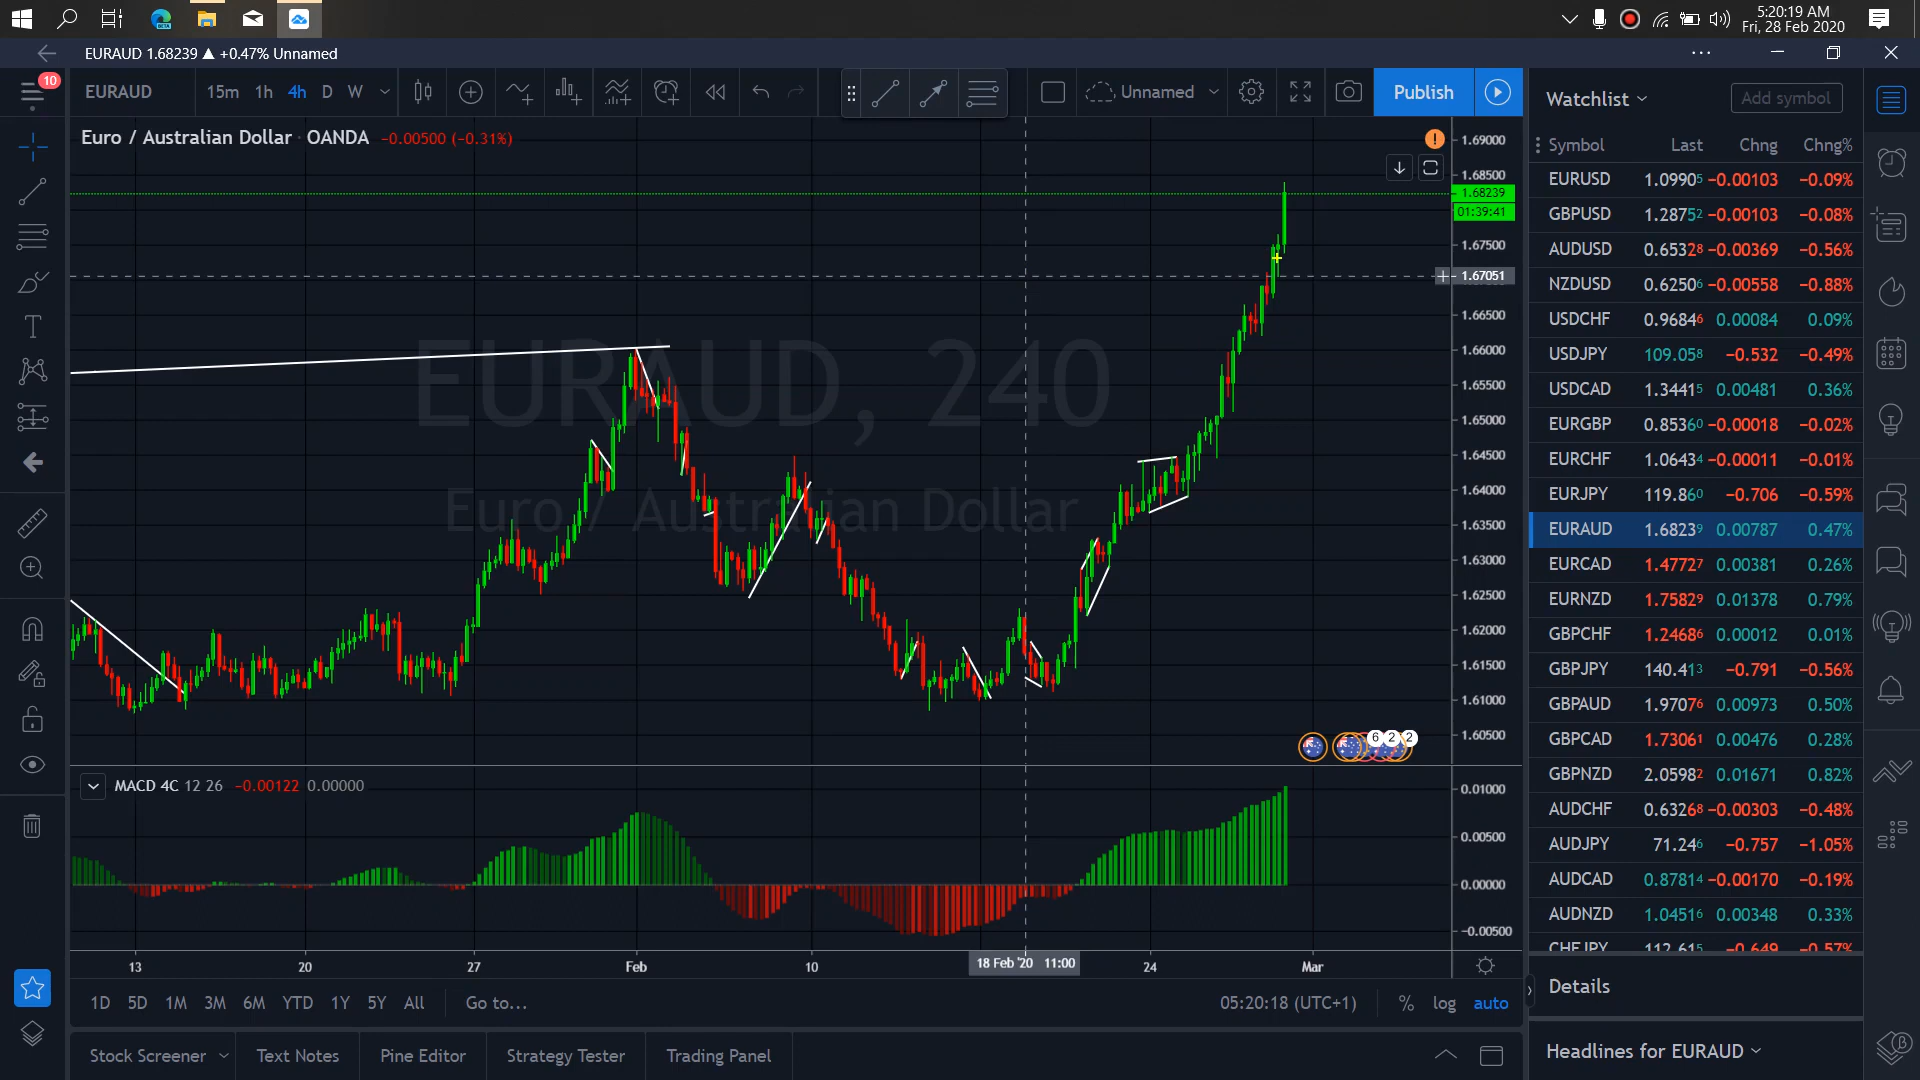 5:20:19 AM
Fri, 28 Feb 2020
EURAUD 1.68239 ▲ +0.47% Unnamed
10
EURAUD 15m 1h 4h D W Unnamed Publish
Euro / Australian Dollar · OANDA −0.00500 (−0.31%)
EURAUD, 240
Euro / Australian Dollar
1.69000
1.68500
1.68239
01:39:41
1.67500
1.67051
1.66500
1.66000
1.65500
1.65000
1.64500
1.64000
1.63500
1.63000
1.62500
1.62000
1.61500
1.61000
1.60500
6 2 2
MACD 4C 12 26 −0.00122 0.00000
0.01000
0.00500
0.00000
−0.00500
13 20 27 Feb 10 18 Feb '20 11:00 24 Mar
1D 5D 1M 3M 6M YTD 1Y 5Y All Go to... 05:20:18 (UTC+1) % log auto
Stock Screener Text Notes Pine Editor Strategy Tester Trading Panel
Watchlist Add symbol
Symbol Last Chng Chng%
EURUSD 1.09905 −0.00103 −0.09%
GBPUSD 1.28752 −0.00103 −0.08%
AUDUSD 0.65328 −0.00369 −0.56%
NZDUSD 0.62506 −0.00558 −0.88%
USDCHF 0.96846 0.00084 0.09%
USDJPY 109.058 −0.532 −0.49%
USDCAD 1.34415 0.00481 0.36%
EURGBP 0.85360 −0.00018 −0.02%
EURCHF 1.06434 −0.00011 −0.01%
EURJPY 119.860 −0.706 −0.59%
EURAUD 1.68239 0.00787 0.47%
EURCAD 1.47727 0.00381 0.26%
EURNZD 1.75829 0.01378 0.79%
GBPCHF 1.24686 0.00012 0.01%
GBPJPY 140.413 −0.791 −0.56%
GBPAUD 1.97076 0.00973 0.50%
GBPCAD 1.73061 0.00476 0.28%
GBPNZD 2.05982 0.01671 0.82%
AUDCHF 0.63268 −0.00303 −0.48%
AUDJPY 71.246 −0.757 −1.05%
AUDCAD 0.87814 −0.00170 −0.19%
AUDNZD 1.04516 0.00348 0.33%
CHFJPY 112.615 −0.649 −0.57%
Details
Headlines for EURAUD